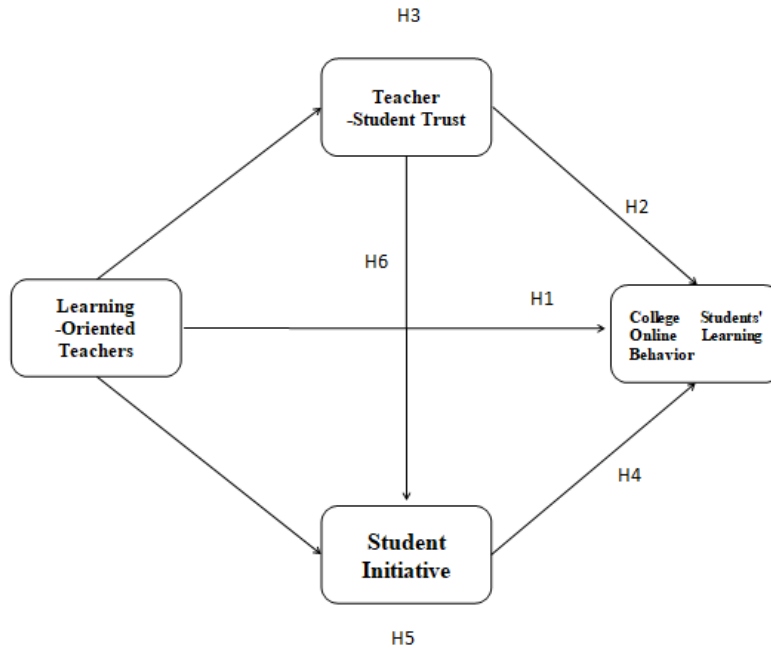 H3
Teacher
-Student Trust
H2
H6
Learning
-Oriented
Teachers
H1
College Students'
Online Learning
Behavior
H4
Student
Initiative
H5